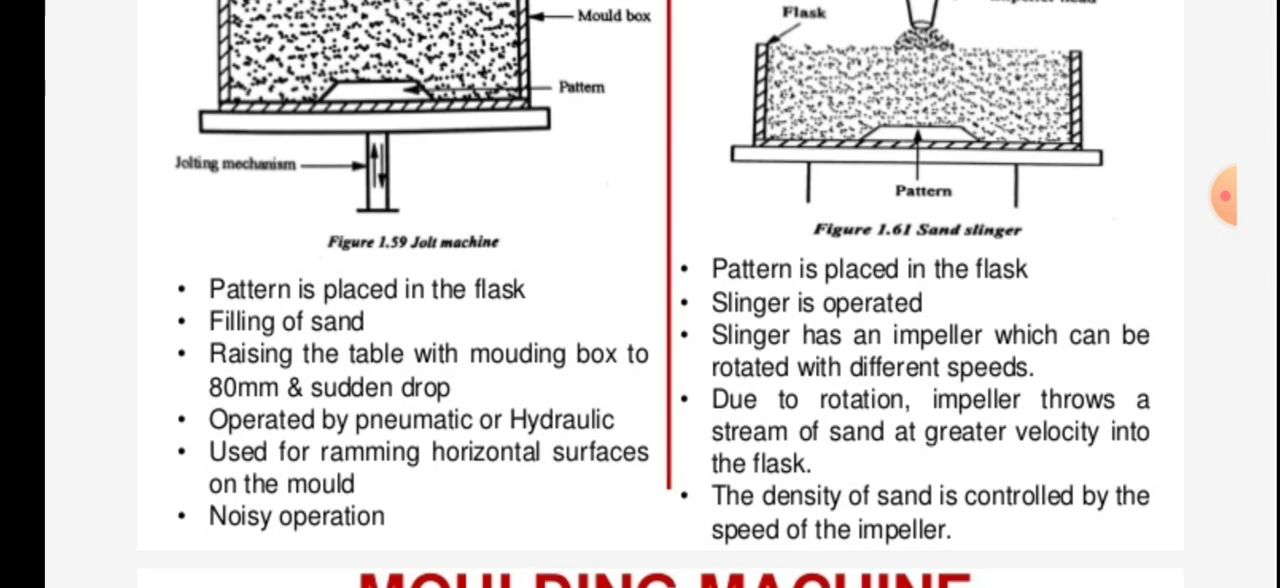 Mould box
Pattern
Jolting mechanism
Figure 1.59 Jolt machine
• Pattern is placed in the flask
• Filling of sand
• Raising the table with mouding box to
80mm & sudden drop
• Operated by pneumatic or Hydraulic
• Used for ramming horizontal surfaces
on the mould
• Noisy operation
Flask
Pattern
Figure 1.61 Sand slinger
• Pattern is placed in the flask
• Slinger is operated
• Slinger has an impeller which can be
rotated with different speeds.
• Due to rotation, impeller throws a
stream of sand at greater velocity into
the flask.
• The density of sand is controlled by the
speed of the impeller.
MOULDING MACHINE